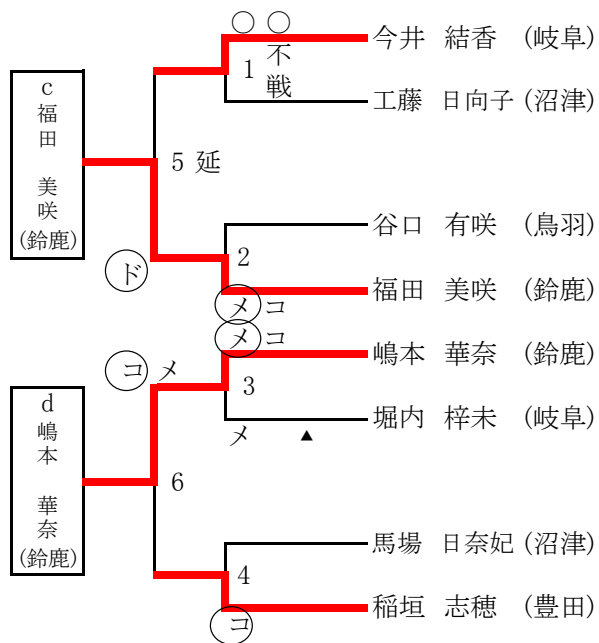 ○ ○
今井 結香 (岐阜)
1 不戦
工藤 日向子 (沼津)
c 福田 美咲 (鈴鹿)
5 延
谷口 有咲 (鳥羽)
2
ド
福田 美咲 (鈴鹿)
メ コ
メ コ
嶋本 華奈 (鈴鹿)
コ メ
3
堀内 梓未 (岐阜)
メ ▲
d 嶋本 華奈 (鈴鹿)
6
馬場 日奈妃 (沼津)
4
稲垣 志穂 (豊田)
コ